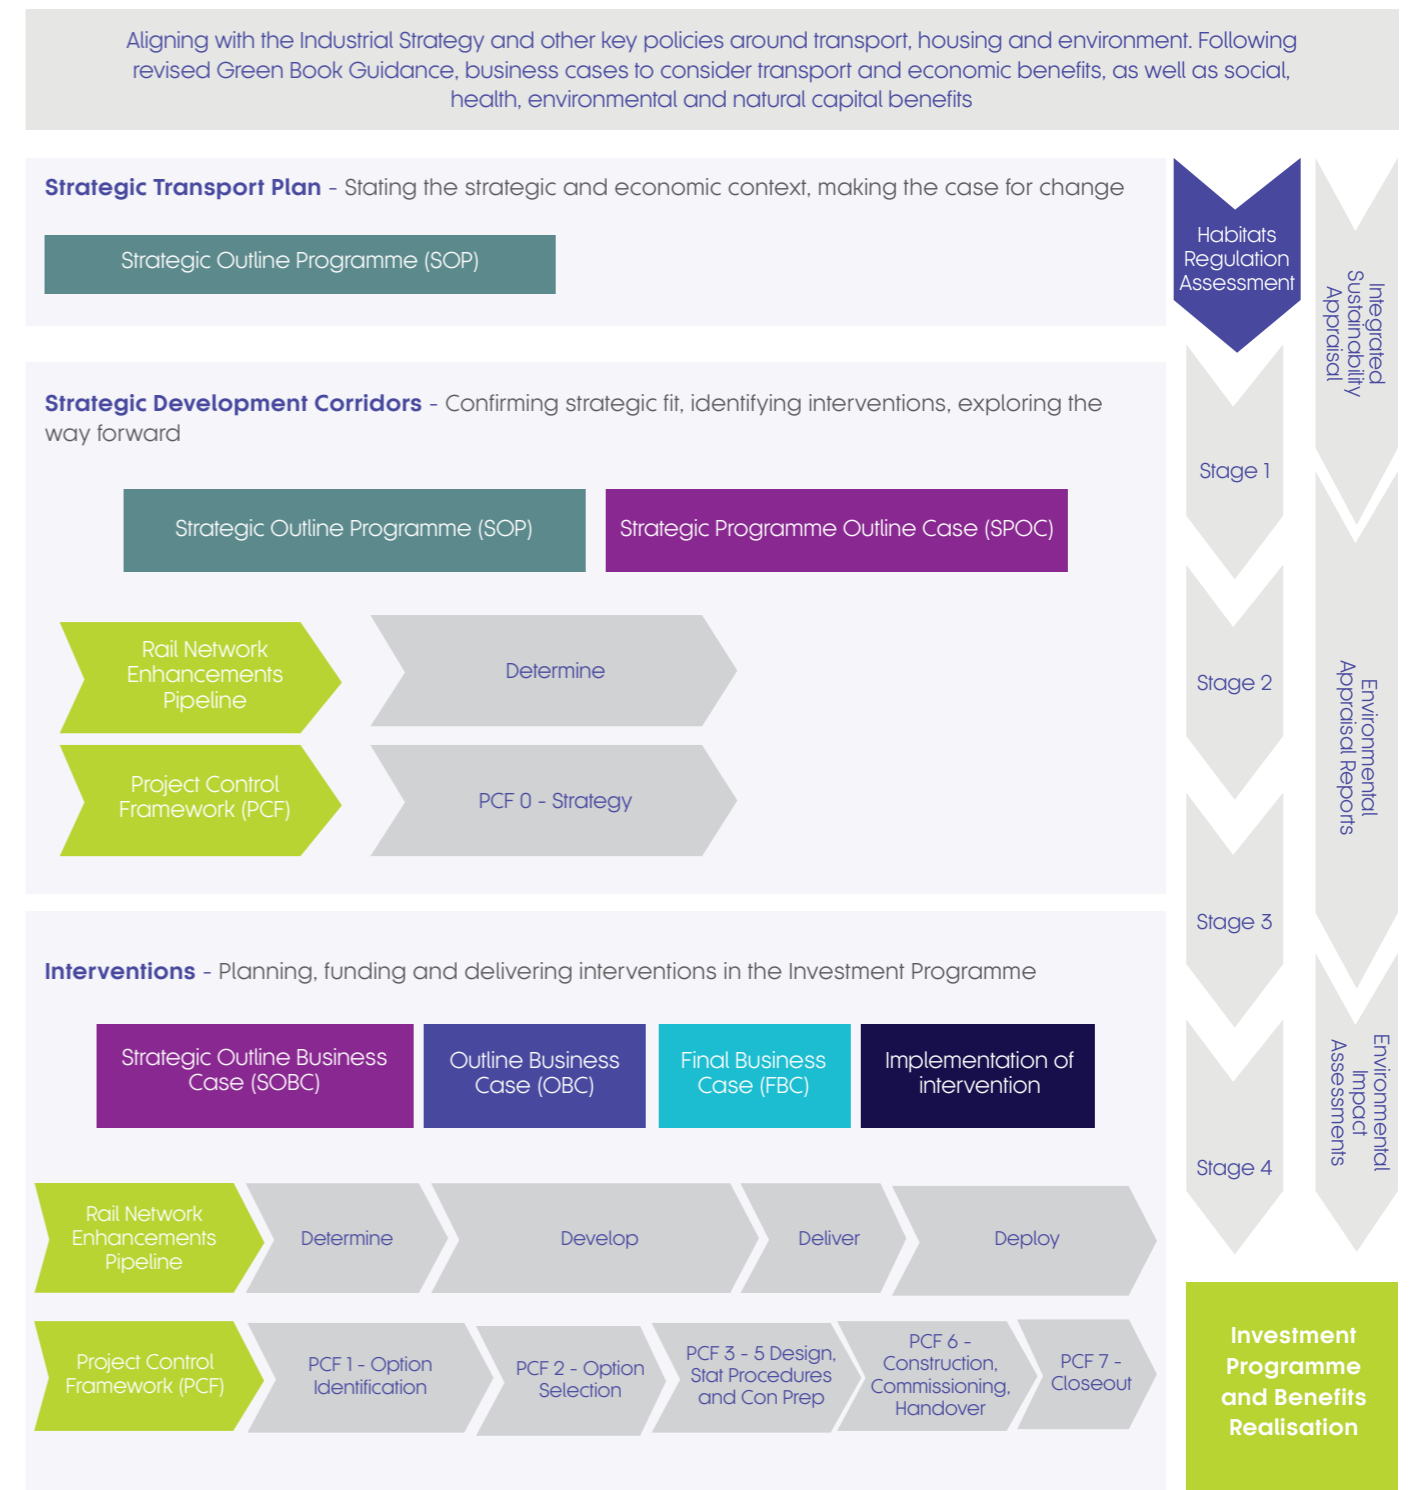 Aligning with the Industrial Strategy and other key policies around transport, housing and environment. Following
revised Green Book Guidance, business cases to consider transport and economic benefits, as well as social,
health, environmental and natural capital benefits
Strategic Transport Plan - Stating the strategic and economic context, making the case for change
Strategic Outline Programme (SOP)
Strategic Development Corridors - Confirming strategic fit, identifying interventions, exploring the
way forward
Strategic Outline Programme (SOP)
Strategic Programme Outline Case (SPOC)
Rail Network
Enhancements
Pipeline
Determine
Project Control
Framework (PCF)
PCF 0 - Strategy
Interventions - Planning, funding and delivering interventions in the Investment Programme
Strategic Outline Business
Case (SOBC)
Outline Business
Case (OBC)
Final Business
Case (FBC)
Implementation of
intervention
Rail Network
Enhancements
Pipeline
Determine
Develop
Deliver
Deploy
Project Control
Framework (PCF)
PCF 1 - Option
Identification
PCF 2 - Option
Selection
PCF 3 - 5 Design,
Stat Procedures
and Con Prep
PCF 6 -
Construction,
Commissioning,
Handover
PCF 7 -
Closeout
Habitats
Regulation
Assessment
Stage 1
Stage 2
Stage 3
Stage 4
Integrated
Sustainability
Appraisal
Environmental
Appraisal Reports
Environmental
Impact
Assessments
Investment
Programme
and Benefits
Realisation